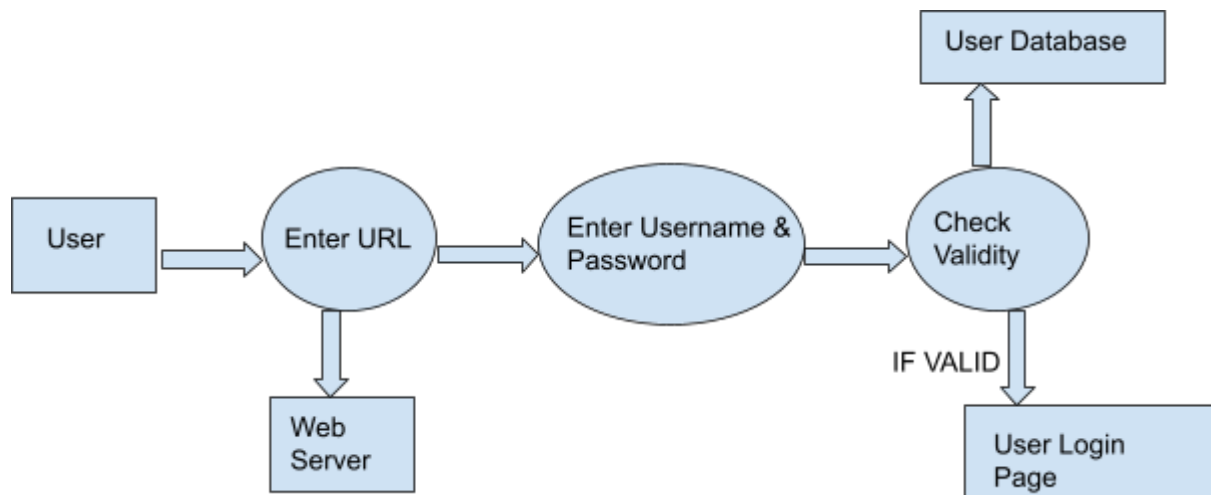 User Database
User
Enter URL
Enter Username &
Password
Check
Validity
IF VALID
Web
Server
User Login
Page